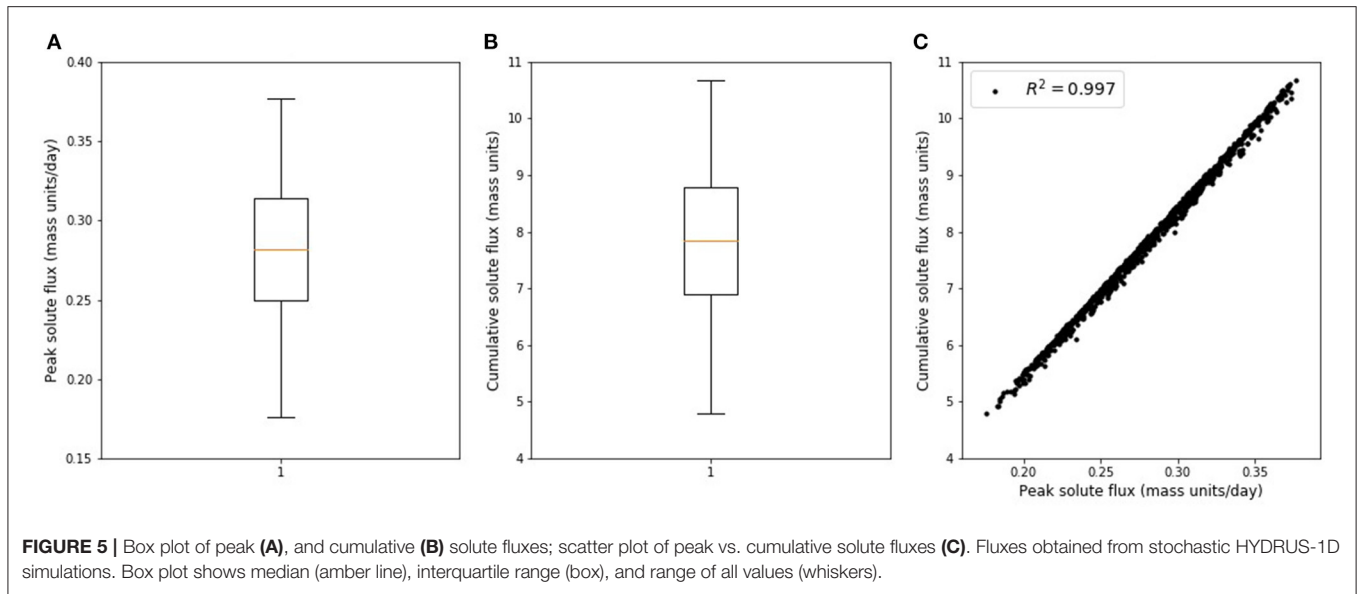 A
B
C
0.40
0.35
0.30
0.25
0.20
0.15
Peak solute flux (mass units/day)
1
11
10
9
8
7
6
5
4
Cumulative solute flux (mass units)
1
11
10
9
8
7
6
5
4
Cumulative solute flux (mass units)
R² = 0.997
0.20 0.25 0.30 0.35
Peak solute flux (mass units/day)
FIGURE 5 | Box plot of peak (A), and cumulative (B) solute fluxes; scatter plot of peak vs. cumulative solute fluxes (C). Fluxes obtained from stochastic HYDRUS-1D
simulations. Box plot shows median (amber line), interquartile range (box), and range of all values (whiskers).